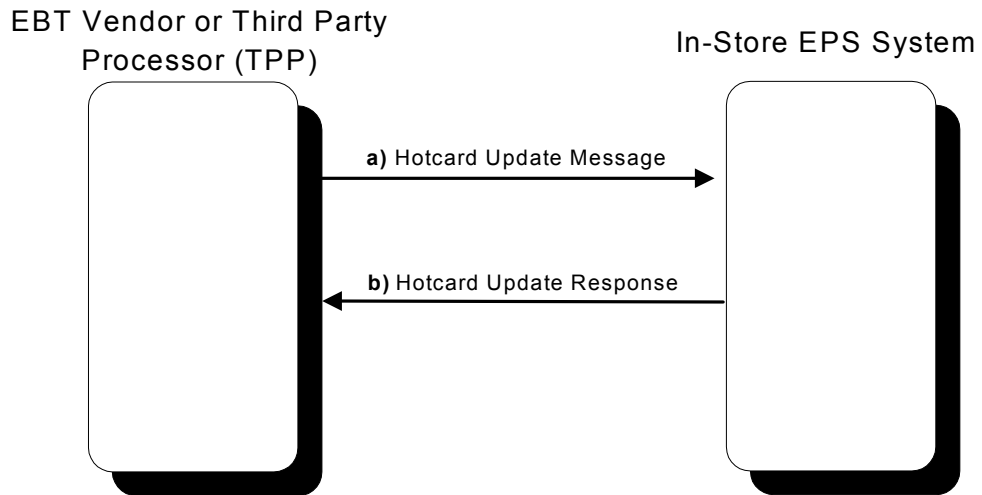 EBT Vendor or Third Party
Processor (TPP)
In-Store EPS System
a) Hotcard Update Message
b) Hotcard Update Response